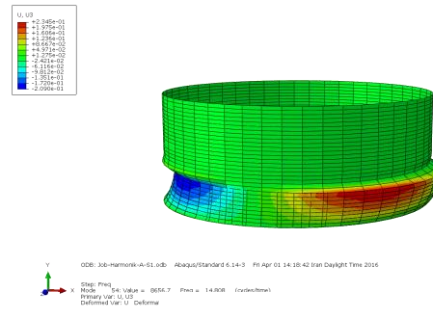 U, U3
+2.345e-01
+1.975e-01
+1.606e-01
+1.236e-01
+8.667e-02
+4.971e-02
+1.275e-02
-2.421e-02
-6.116e-02
-9.812e-02
-1.351e-01
-1.720e-01
-2.090e-01
Y
X
ODB: Job-Harmonik-A-S1.odb Abaqus/Standard 6.14-3 Fri Apr 01 14:18:42 Iran Daylight Time 2016
Step: Freq
Mode 54: Value = 8656.7 Freq = 14.808 (cycles/time)
Primary Var: U, U3
Deformed Var: U Deformat